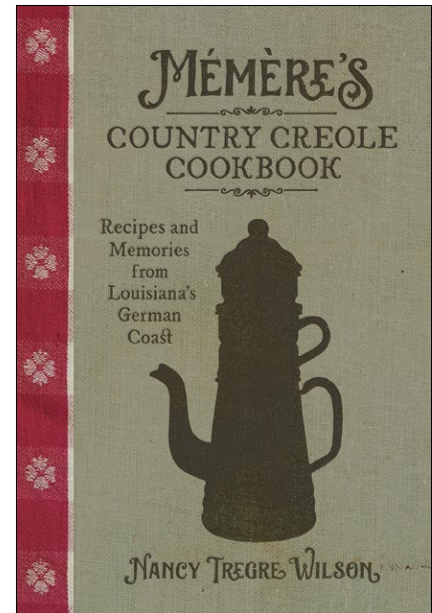 MÉMÈRE'S
COUNTRY CREOLE
COOKBOOK
Recipes and
Memories
from
Louisiana's
German
Coast
NANCY TREGRE WILSON